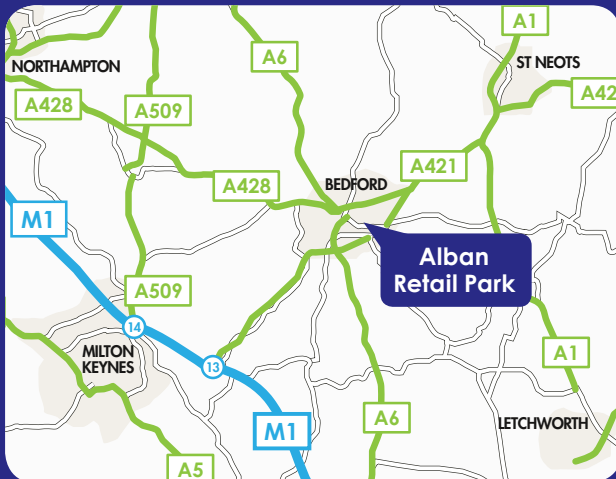 A1
A6
NORTHAMPTON
ST NEOTS
A428
A509
A42
A421
A428
BEDFORD
M1
Alban
Retail Park
A509
14
MILTON
KEYNES
13
A1
A6
M1
LETCHWORTH
A5